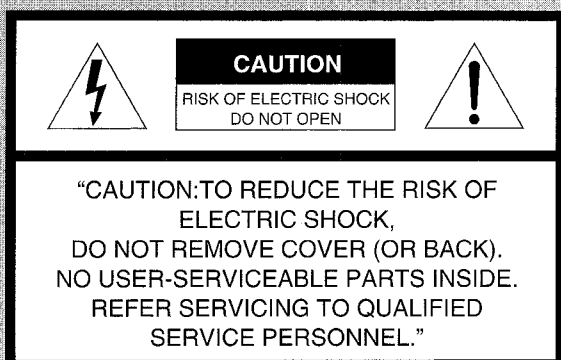 CAUTION
RISK OF ELECTRIC SHOCK
DO NOT OPEN
“CAUTION:TO REDUCE THE RISK OF
ELECTRIC SHOCK,
DO NOT REMOVE COVER (OR BACK).
NO USER-SERVICEABLE PARTS INSIDE.
REFER SERVICING TO QUALIFIED
SERVICE PERSONNEL.”